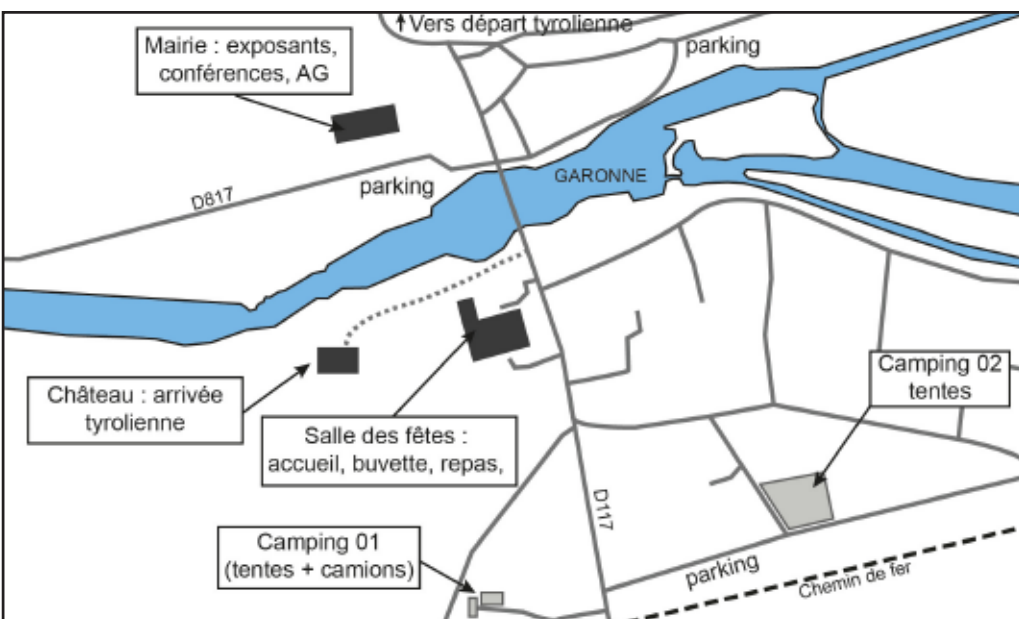 Vers départ tyrolienne
Mairie : exposants,
conférences, AG
parking
parking
GARONNE
D817
Château : arrivée
tyrolienne
Salle des fêtes :
accueil, buvette, repas,
Camping 02
tentes
D117
Camping 01
(tentes + camions)
parking
Chemin de fer